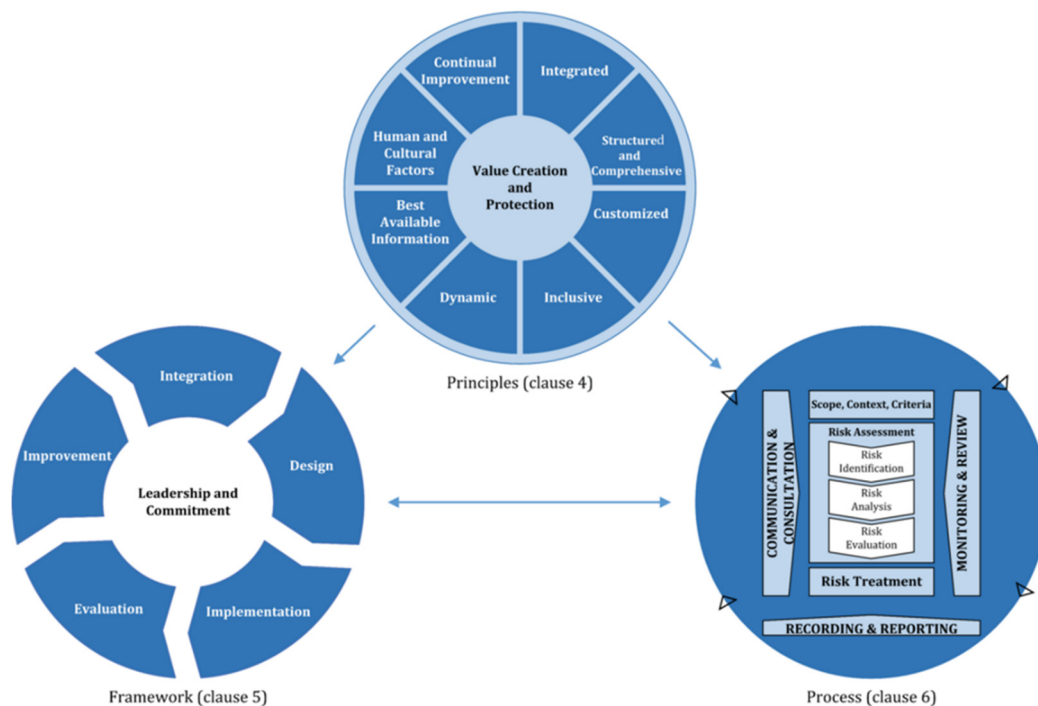 Continual
Improvement
Integrated
Human and
Cultural
Factors
Structured
and
Comprehensive
Value Creation
and
Protection
Best
Available
Information
Customized
Dynamic
Inclusive
Principles (clause 4)
Integration
Improvement
Design
Leadership and
Commitment
Evaluation
Implementation
Framework (clause 5)
Scope, Context, Criteria
Risk Assessment
Risk
Identification
Risk
Analysis
Risk
Evaluation
Risk Treatment
COMMUNICATION &
CONSULTATION
MONITORING & REVIEW
RECORDING & REPORTING
Process (clause 6)